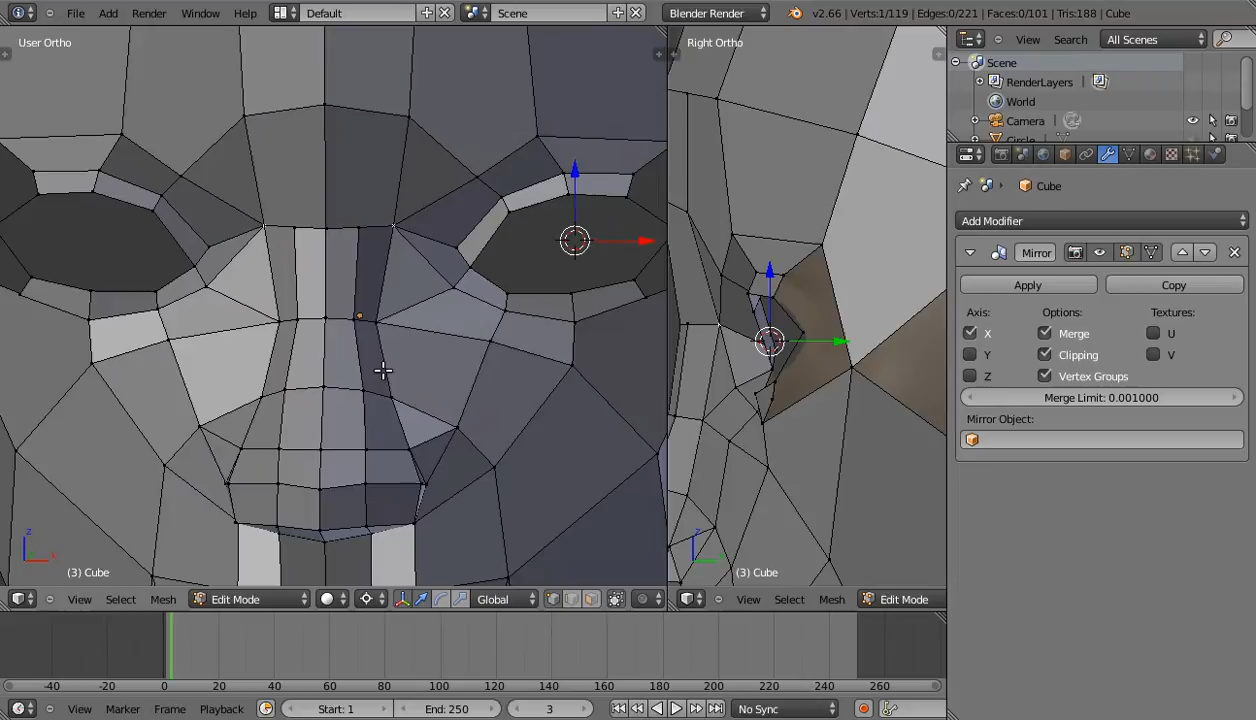 File Add Render Window Help Default Scene Blender Render v2.66 | Verts:1/119 | Edges:0/221 | Faces:0/101 | Tris:188 | Cube
User Ortho
Right Ortho
View Search All Scenes
Scene
RenderLayers
World
Camera
Circle
Cube
Add Modifier
Mirror
Apply Copy
Axis: Options: Textures:
X Merge U
Y Clipping V
Z Vertex Groups
Merge Limit: 0.001000
Mirror Object:
z
x
z
y
(3) Cube
(3) Cube
View Select Mesh Edit Mode Global View Select Mesh Edit Mode
-40 -20 0 20 40 60 80 100 120 140 160 180 200 220 240 260
View Marker Frame Playback Start: 1 End: 250 3 No Sync